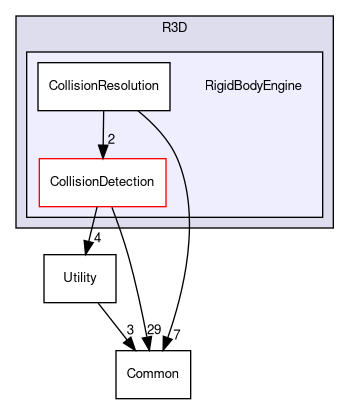 R3D
CollisionResolution
RigidBodyEngine
2
CollisionDetection
4
Utility
3
29
7
Common